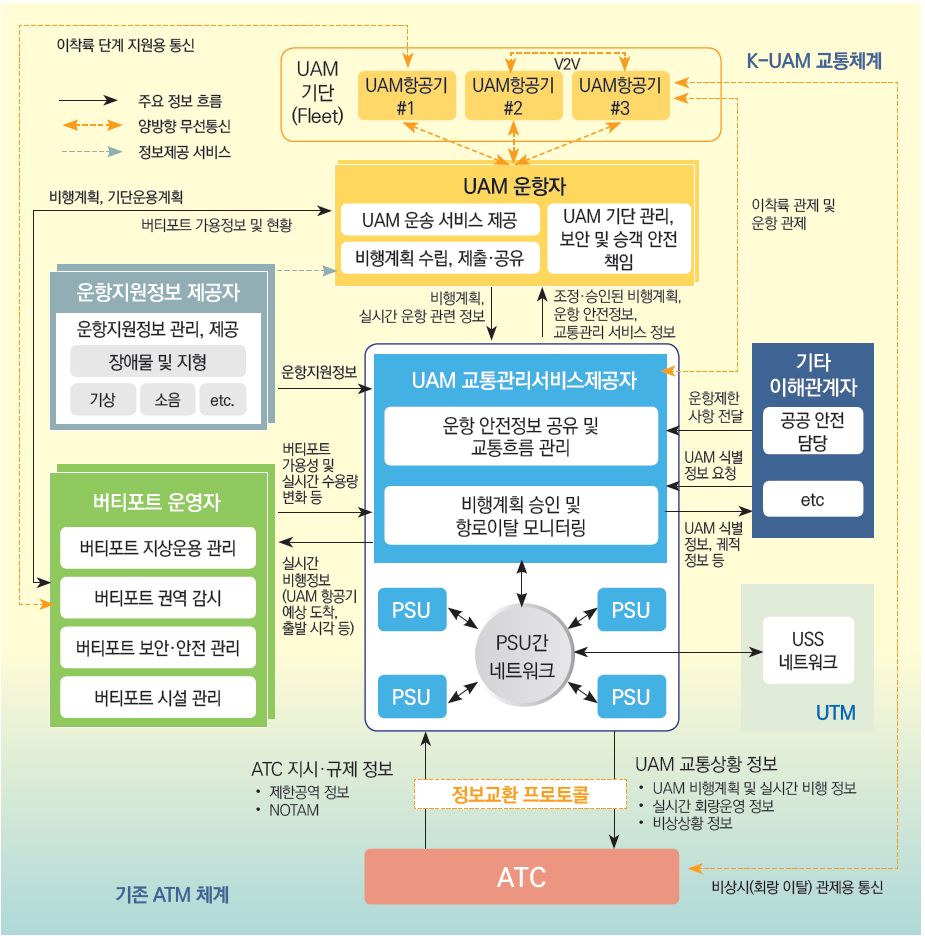 이착륙 단계 지원용 통신
K-UAM 교통체계
UAM
기단
(Fleet)
V2V
UAM항공기
#1
UAM항공기
#2
UAM항공기
#3
주요 정보 흐름
양방향 무선통신
정보제공 서비스
UAM 운항자
UAM 운송 서비스 제공
비행계획 수립, 제출·공유
UAM 기단 관리,
보안 및 승객 안전
책임
비행계획, 기단운용계획
버티포트 가용정보 및 현황
이착륙 관제 및
운항 관제
운항지원정보 제공자
운항지원정보 관리, 제공
장애물 및 지형
기상
소음
etc.
비행계획,
실시간 운항 관련 정보
조정·승인된 비행계획,
운항 안전정보,
교통관리 서비스 정보
운항지원정보
UAM 교통관리서비스제공자
운항 안전정보 공유 및
교통흐름 관리
비행계획 승인 및
항로이탈 모니터링
기타
이해관계자
공공 안전
담당
etc
운항제한
사항 전달
UAM 식별
정보 요청
UAM 식별
정보, 궤적
정보 등
버티포트
가용성 및
실시간 수용량
변화 등
버티포트 운영자
버티포트 지상운용 관리
버티포트 권역 감시
버티포트 보안·안전 관리
버티포트 시설 관리
실시간
비행정보
(UAM 항공기
예상 도착,
출발 시각 등)
PSU
PSU
PSU간
네트워크
PSU
PSU
USS
네트워크
UTM
ATC 지시·규제 정보
• 제한공역 정보
• NOTAM
정보교환 프로토콜
UAM 교통상황 정보
• UAM 비행계획 및 실시간 비행 정보
• 실시간 회랑운영 정보
• 비상상황 정보
ATC
기존 ATM 체계
비상시(회랑 이탈) 관제용 통신